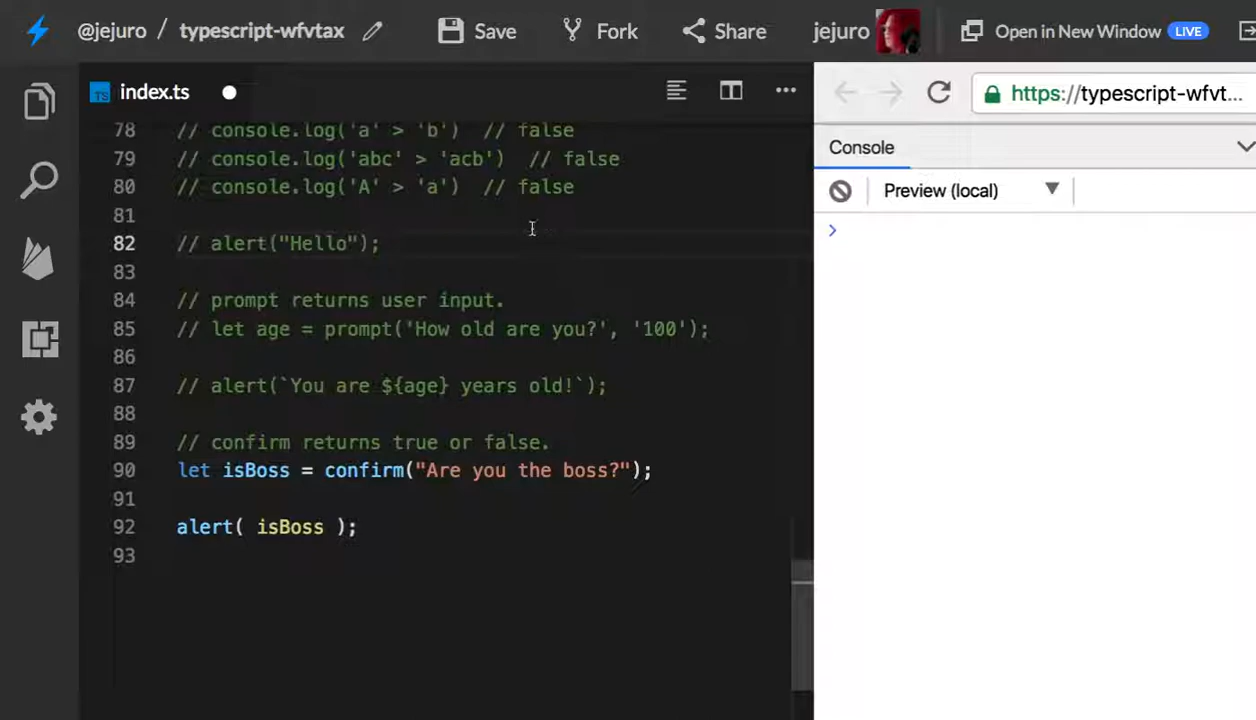 @jejuro / typescript-wfvtax Save Fork Share jejuro Open in New Window LIVE
TS index.ts
https://typescript-wfvt...
Console
Preview (local)
78 // console.log('a' > 'b') // false
79 // console.log('abc' > 'acb') // false
80 // console.log('A' > 'a') // false
81
82 // alert("Hello");
83
84 // prompt returns user input.
85 // let age = prompt('How old are you?', '100');
86
87 // alert(`You are ${age} years old!`);
88
89 // confirm returns true or false.
90 let isBoss = confirm("Are you the boss?");
91
92 alert( isBoss );
93